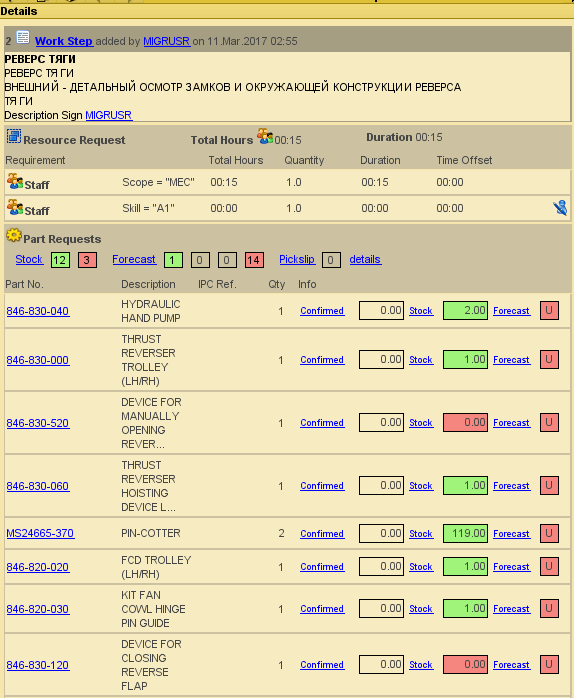 Details
2 Work Step added by MIGRUSR on 11.Mar.2017 02:55
РЕВЕРС ТЯГИ
РЕВЕРС ТЯ ГИ
ВНЕШНИЙ - ДЕТАЛЬНЫЙ ОСМОТР ЗАМКОВ И ОКРУЖАЮЩЕЙ КОНСТРУКЦИИ РЕВЕРСА
ТЯ ГИ
Description Sign MIGRUSR
Resource Request Total Hours 00:15 Duration 00:15
Requirement Total Hours Quantity Duration Time Offset
Staff Scope = "MEC" 00:15 1.0 00:15 00:00
Staff Skill = "A1" 00:00 1.0 00:00 00:00
Part Requests
Stock 12 3 Forecast 1 0 0 14 Pickslip 0 details
Part No. Description IPC Ref. Qty Info
846-830-040 HYDRAULIC HAND PUMP 1 Confirmed 0.00 Stock 2.00 Forecast U
846-830-000 THRUST REVERSER TROLLEY (LH/RH) 1 Confirmed 0.00 Stock 1.00 Forecast U
846-830-520 DEVICE FOR MANUALLY OPENING REVER... 1 Confirmed 0.00 Stock 0.00 Forecast U
846-830-060 THRUST REVERSER HOISTING DEVICE L... 1 Confirmed 0.00 Stock 1.00 Forecast U
MS24665-370 PIN-COTTER 2 Confirmed 0.00 Stock 119.00 Forecast U
846-820-020 FCD TROLLEY (LH/RH) 1 Confirmed 0.00 Stock 1.00 Forecast U
846-820-030 KIT FAN COWL HINGE PIN GUIDE 1 Confirmed 0.00 Stock 1.00 Forecast U
846-830-120 DEVICE FOR CLOSING REVERSE FLAP 1 Confirmed 0.00 Stock 0.00 Forecast U